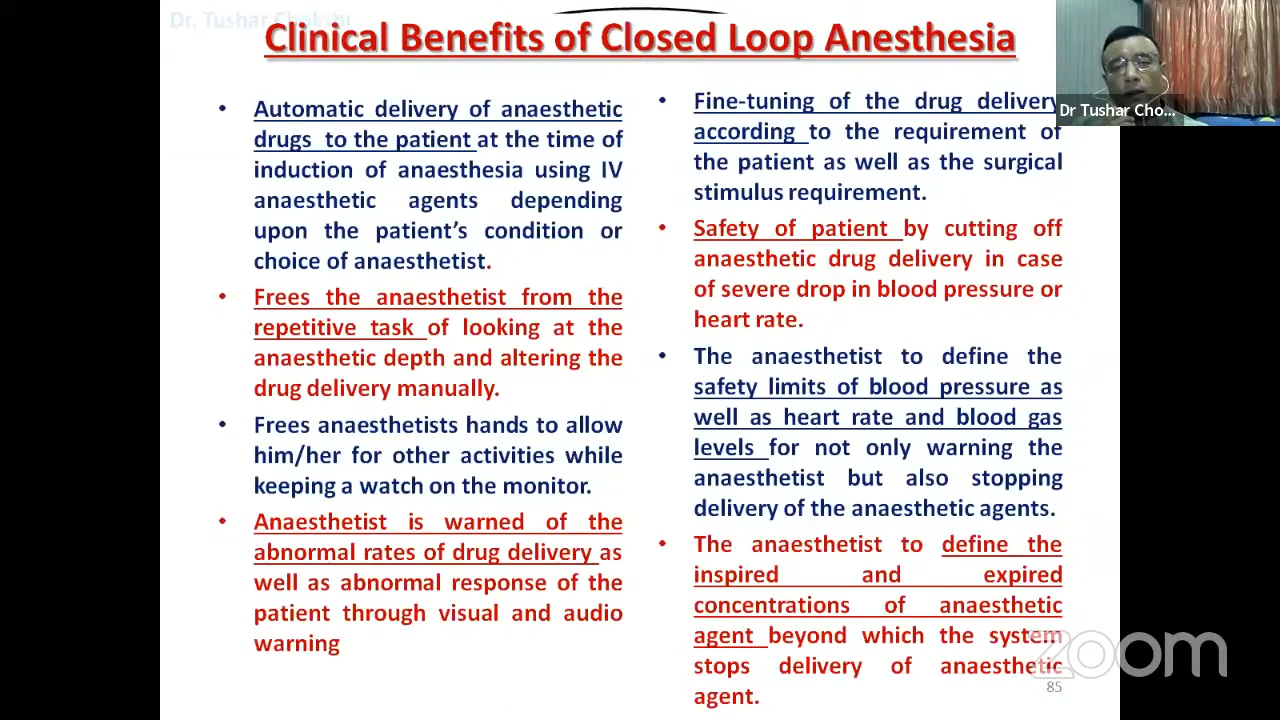 Dr. Tushar Chokshi
Clinical Benefits of Closed Loop Anesthesia
• Automatic delivery of anaesthetic
drugs to the patient at the time of
induction of anaesthesia using IV
anaesthetic agents depending
upon the patient's condition or
choice of anaesthetist.
• Frees the anaesthetist from the
repetitive task of looking at the
anaesthetic depth and altering the
drug delivery manually.
• Frees anaesthetists hands to allow
him/her for other activities while
keeping a watch on the monitor.
• Anaesthetist is warned of the
abnormal rates of drug delivery as
well as abnormal response of the
patient through visual and audio
warning
• Fine-tuning of the drug delivery
according to the requirement of
the patient as well as the surgical
stimulus requirement.
• Safety of patient by cutting off
anaesthetic drug delivery in case
of severe drop in blood pressure or
heart rate.
• The anaesthetist to define the
safety limits of blood pressure as
well as heart rate and blood gas
levels for not only warning the
anaesthetist but also stopping
delivery of the anaesthetic agents.
• The anaesthetist to define the
inspired and expired
concentrations of anaesthetic
agent beyond which the system
stops delivery of anaesthetic
agent.
Dr Tushar Cho...
zoom
85